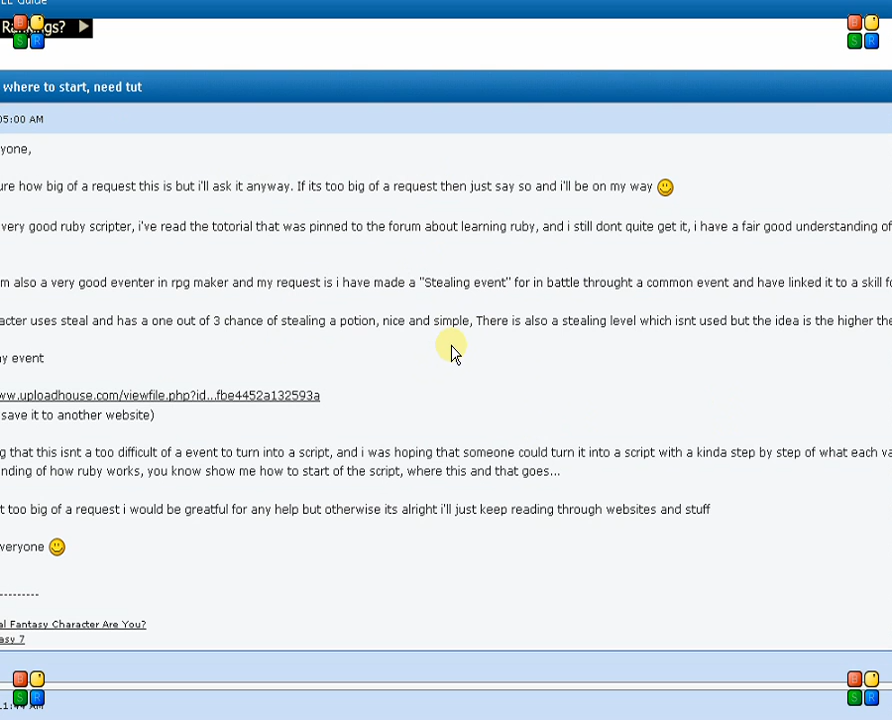 EE Guide
Rankings?
where to start, need tut
05:00 AM
yone,
ure how big of a request this is but i'll ask it anyway. If its too big of a request then just say so and i'll be on my way
very good ruby scripter, i've read the totorial that was pinned to the forum about learning ruby, and i still dont quite get it, i have a fair good understanding of
m also a very good eventer in rpg maker and my request is i have made a "Stealing event" for in battle throught a common event and have linked it to a skill fo
acter uses steal and has a one out of 3 chance of stealing a potion, nice and simple, There is also a stealing level which isnt used but the idea is the higher the
ny event
ww.uploadhouse.com/viewfile.php?id...fbe4452a132593a
save it to another website)
g that this isnt a too difficult of a event to turn into a script, and i was hoping that someone could turn it into a script with a kinda step by step of what each va
nding of how ruby works, you know show me how to start of the script, where this and that goes...
t too big of a request i would be greatful for any help but otherwise its alright i'll just keep reading through websites and stuff
veryone
---------
al Fantasy Character Are You?
asy 7
B
S R
B
S R
B
S R
B
S R